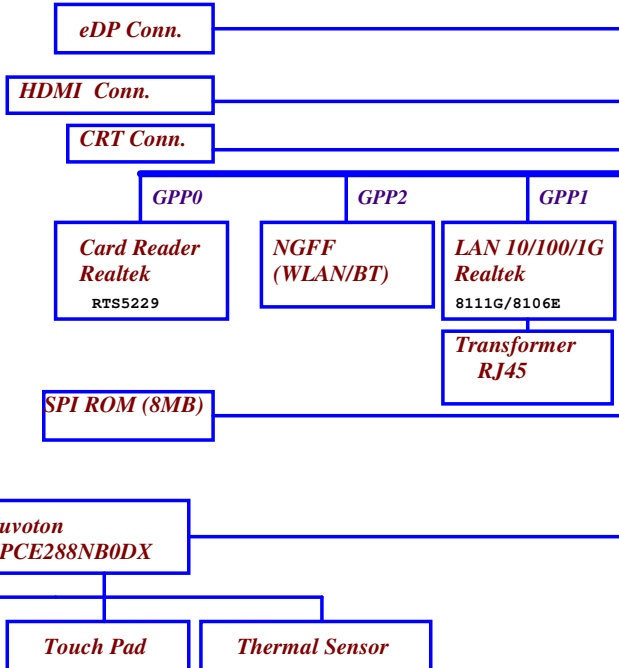 eDP Conn.
HDMI Conn.
CRT Conn.
GPP0
GPP2
GPP1
Card Reader
Realtek
RTS5229
NGFF
(WLAN/BT)
LAN 10/100/1G
Realtek
8111G/8106E
Transformer
RJ45
SPI ROM (8MB)
uvoton
PCE288NB0DX
Touch Pad
Thermal Sensor